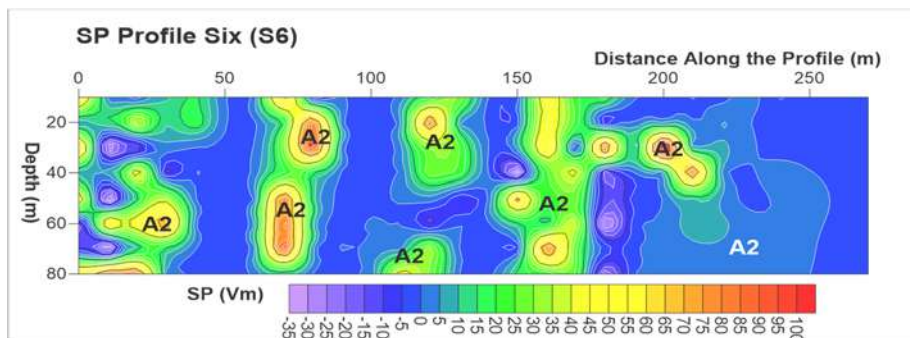 SP Profile Six (S6)
Distance Along the Profile (m)
0 50 100 150 200 250
20
40
60
80
Depth (m)
A2 A2 A2
A2 A2 A2
A2 A2
SP (Vm)
-35 -30 -25 -20 -15 -10 -5 0 5 10 15 20 25 30 35 40 45 50 55 60 65 70 75 80 85 90 95 100